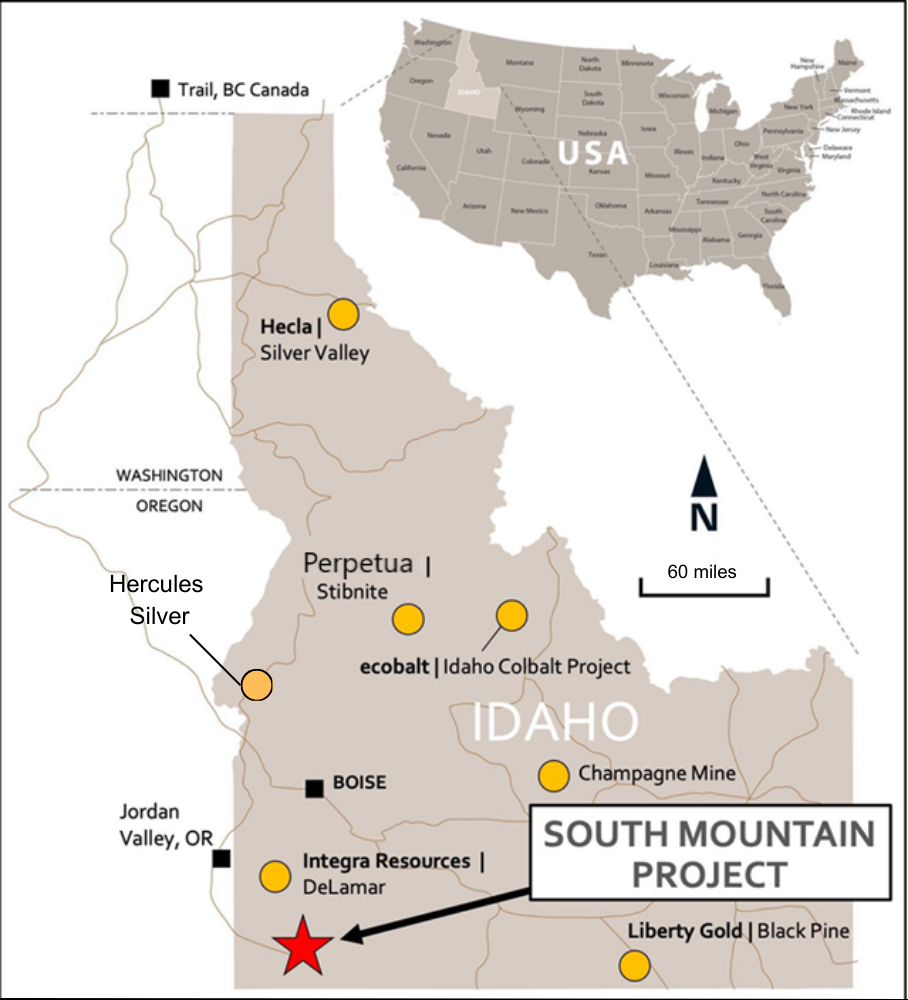 Trail, BC Canada
Washington
Oregon
IDAHO
Montana
North
Dakota
Minnesota
South
Dakota
Wisconsin
Michigan
New
Hampshire
Maine
Vermont
Massachusetts
Rhode Island
Connecticut
New York
New Jersey
Pennsylvania
Delaware
Maryland
Wyoming
Nebraska
Iowa
Nevada
Utah
Colorado
USA
Kansas
Illinois
Indiana
Ohio
West
Virginia
Virginia
California
Missouri
Kentucky
Arizona
New Mexico
Oklahoma
Arkansas
Tennessee
North Carolina
South
Carolina
Mississippi
Alabama
Georgia
Texas
Louisiana
Florida
Hecla |
Silver Valley
WASHINGTON
OREGON
N
60 miles
Perpetua |
Stibnite
Hercules
Silver
ecobalt | Idaho Colbalt Project
IDAHO
Champagne Mine
BOISE
Jordan
Valley, OR
SOUTH MOUNTAIN
PROJECT
Integra Resources |
DeLamar
Liberty Gold | Black Pine